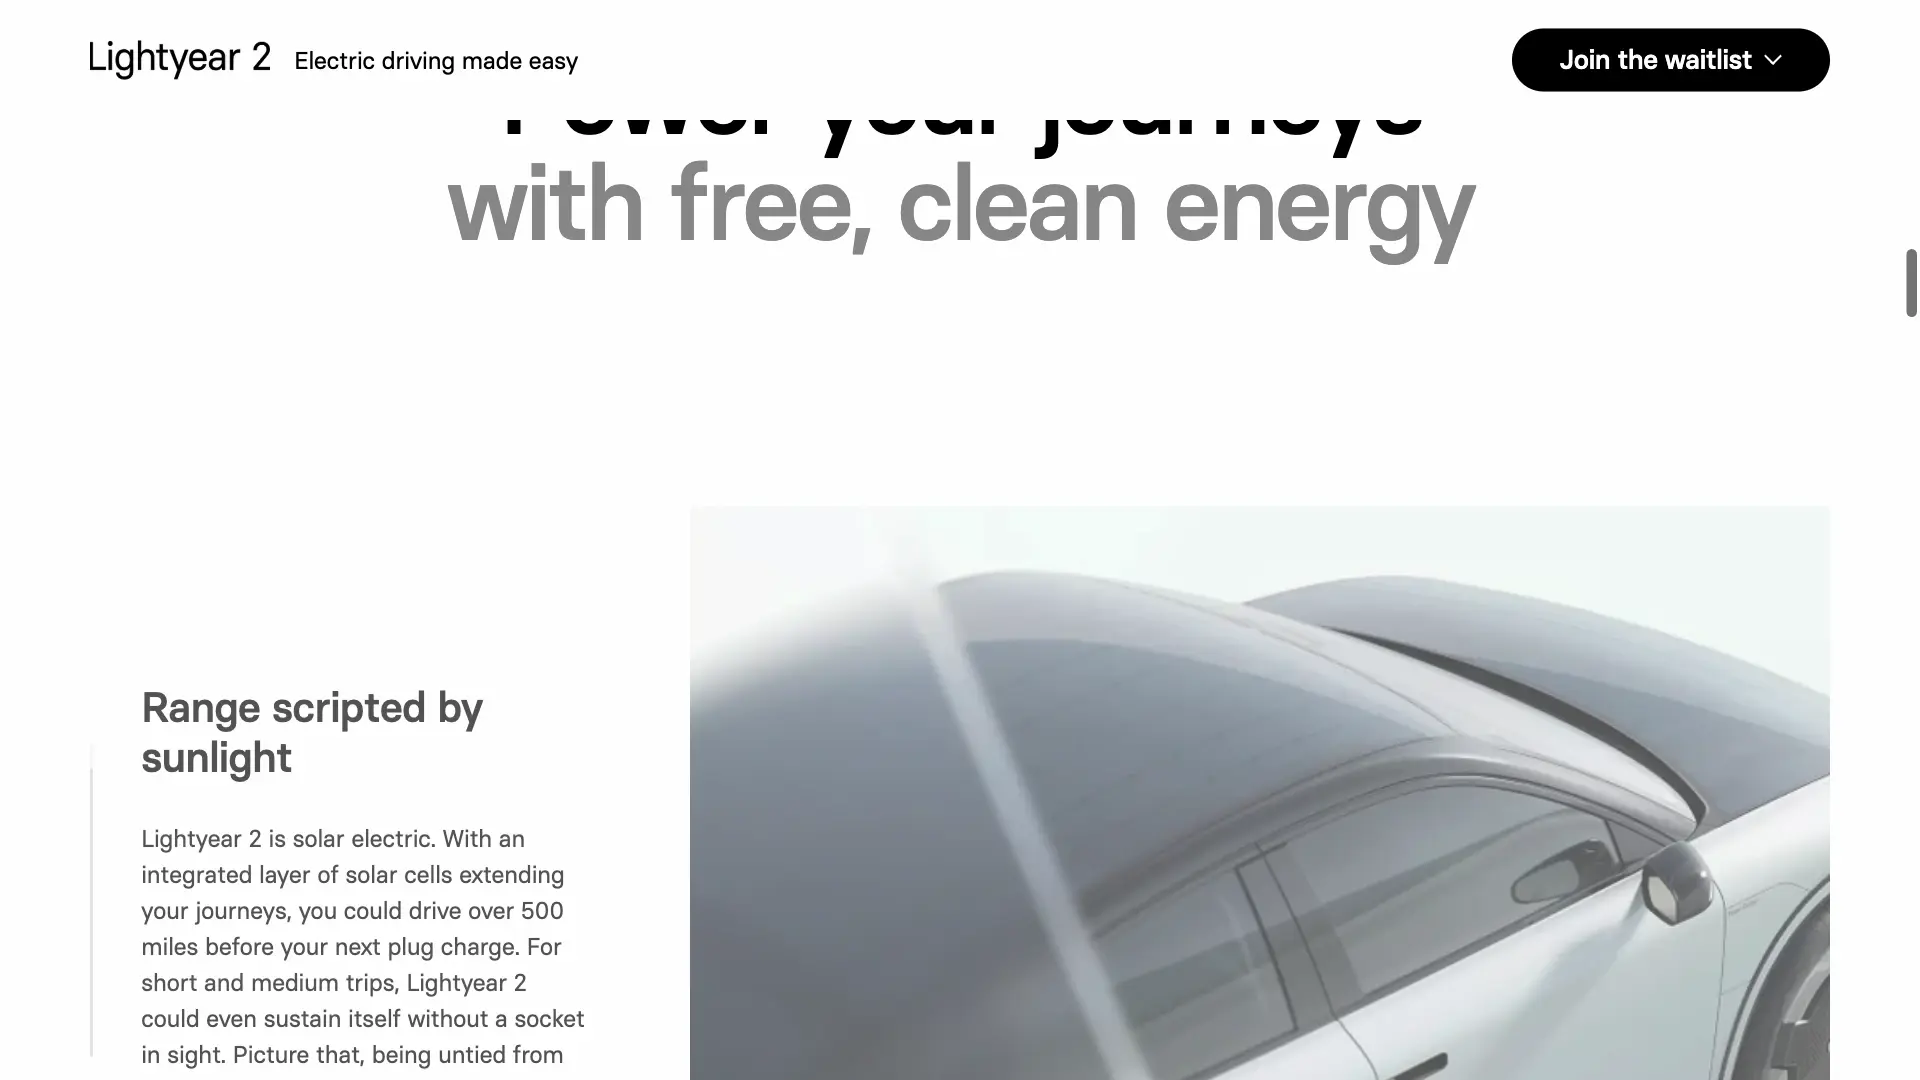 Lightyear 2 Electric driving made easy
Join the waitlist
Power your journeys
with free, clean energy
Range scripted by
sunlight
Lightyear 2 is solar electric. With an
integrated layer of solar cells extending
your journeys, you could drive over 500
miles before your next plug charge. For
short and medium trips, Lightyear 2
could even sustain itself without a socket
in sight. Picture that, being untied from